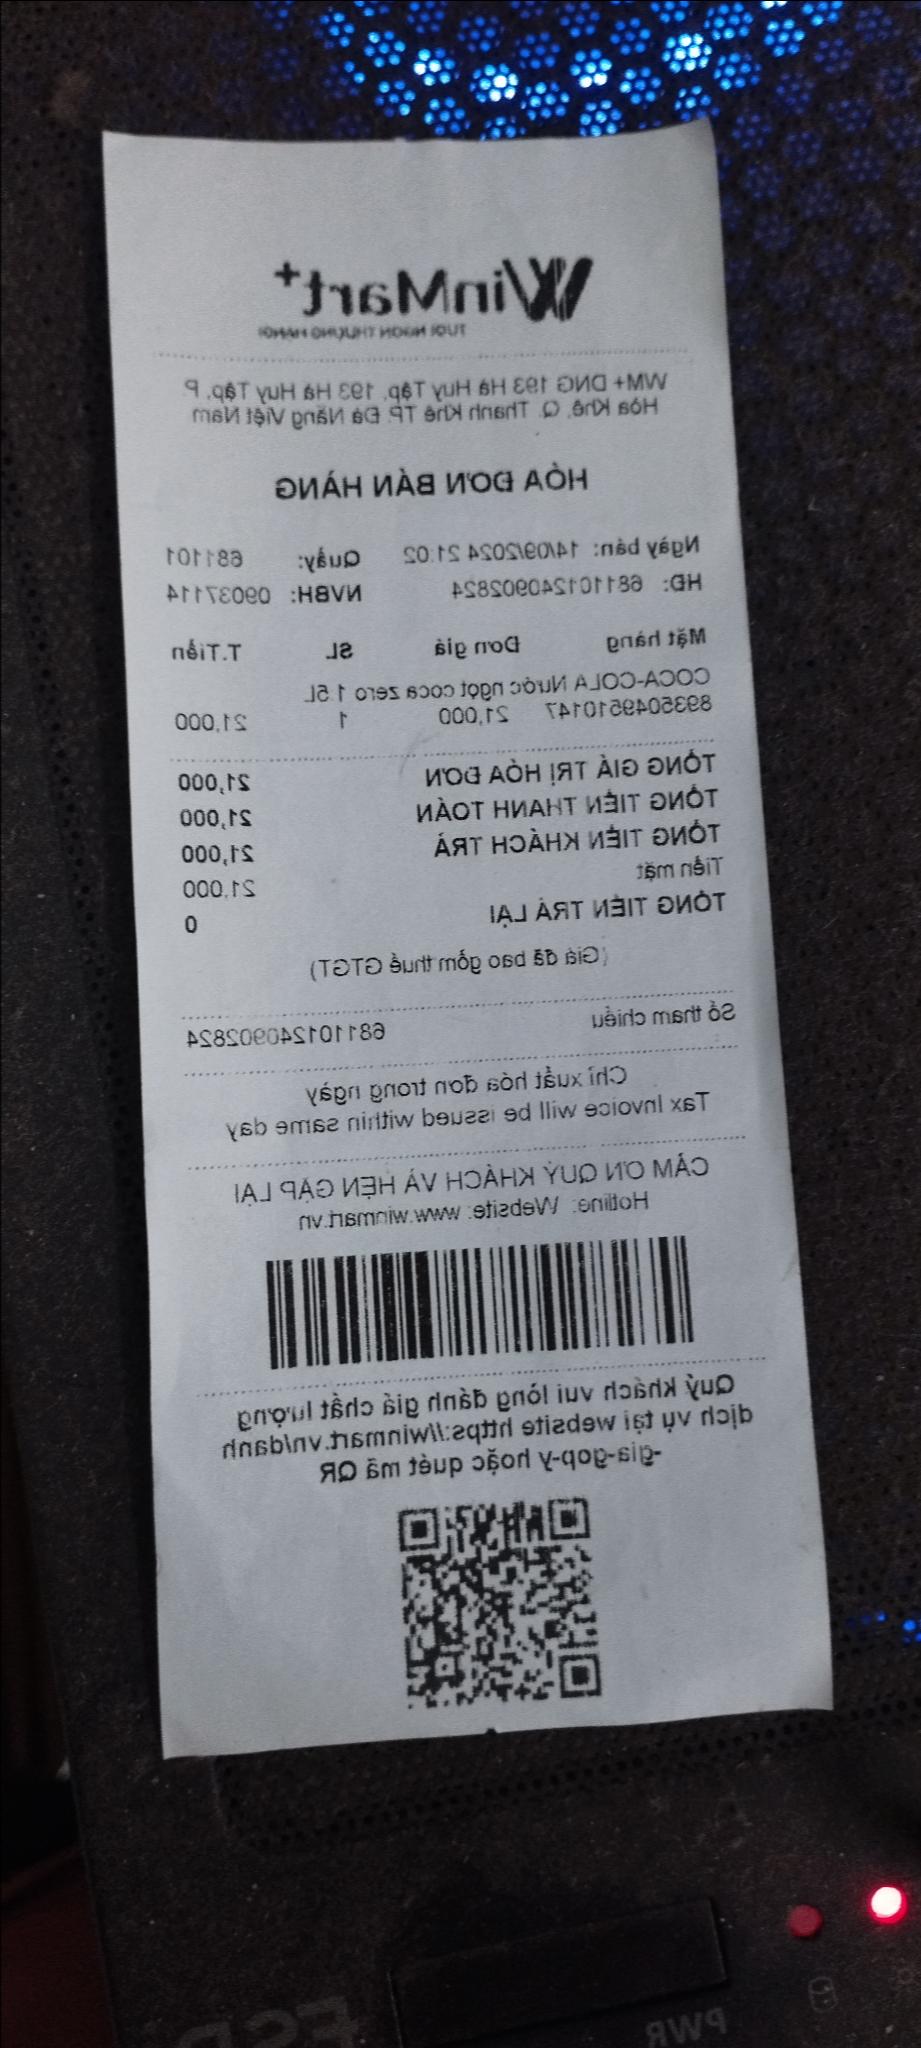 WinMart+
TƯƠI NGON THƯỢNG HẠNG!
WM+ DNG 193 Hà Huy Tập, 193 Hà Huy Tập, P.
Hòa Khê, Q. Thanh Khê TP. Đà Nẵng Việt Nam
HÓA ĐƠN BÁN HÀNG
Ngày bán: 14/09/2024 21:02 Quầy: 681101
HĐ: 681101240902824 NVBH: 09037114
Mặt hàng Đơn giá SL T.Tiền
COCA-COLA Nước ngọt coca zero 1.5L
8935049510147 21,000 1 21,000
TỔNG GIÁ TRỊ HÓA ĐƠN 21,000
TỔNG TIỀN THANH TOÁN 21,000
TỔNG TIỀN KHÁCH TRẢ 21,000
Tiền mặt 21,000
TỔNG TIỀN TRẢ LẠI 0
(Giá đã bao gồm thuế GTGT)
Số tham chiếu 681101240902824
Chỉ xuất hóa đơn trong ngày
Tax Invoice will be issued within same day
CẢM ƠN QUÝ KHÁCH VÀ HẸN GẶP LẠI
Hotline: Website: www.winmart.vn
Quý khách vui lòng đánh giá chất lượng
dịch vụ tại website https://winmart.vn/danh
-gia-gop-y hoặc quét mã QR
PWR